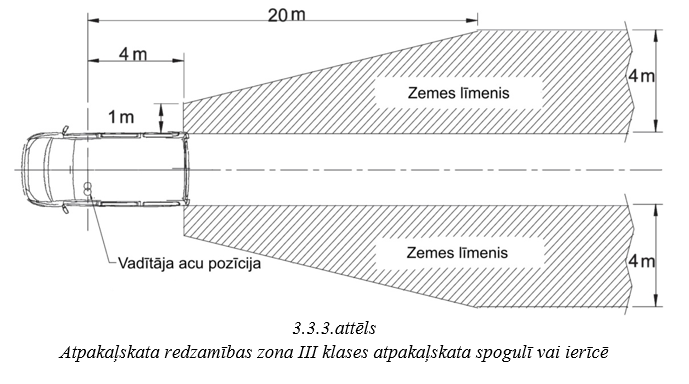 20 m
4 m
1 m
Zemes līmenis
4 m
Vadītāja acu pozīcija
Zemes līmenis
4 m
3.3.3.attēls
Atpakaļskata redzamības zona III klases atpakaļskata spogulī vai ierīcē